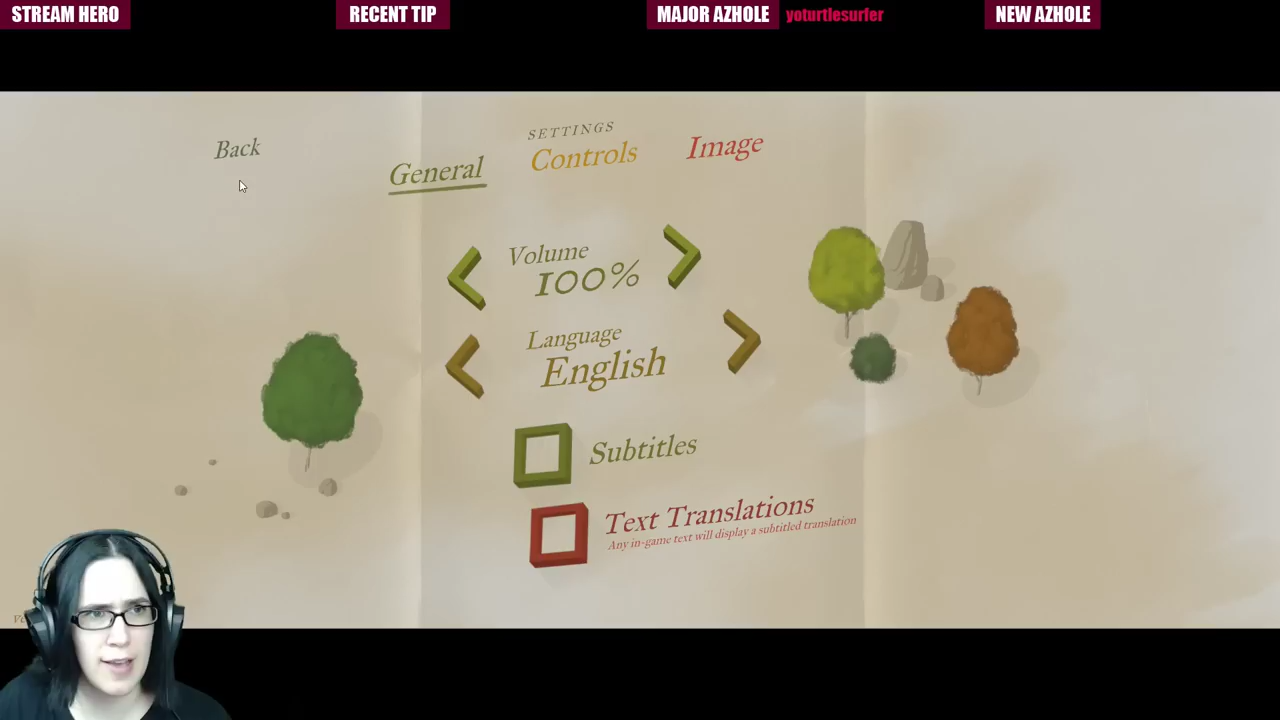 STREAM HERO
RECENT TIP
MAJOR AZHOLE yoturtlesurfer
NEW AZHOLE
Back
SETTINGS
General
Controls
Image
Volume
100%
Language
English
Subtitles
Text Translations
Any in-game text will display a subtitled translation